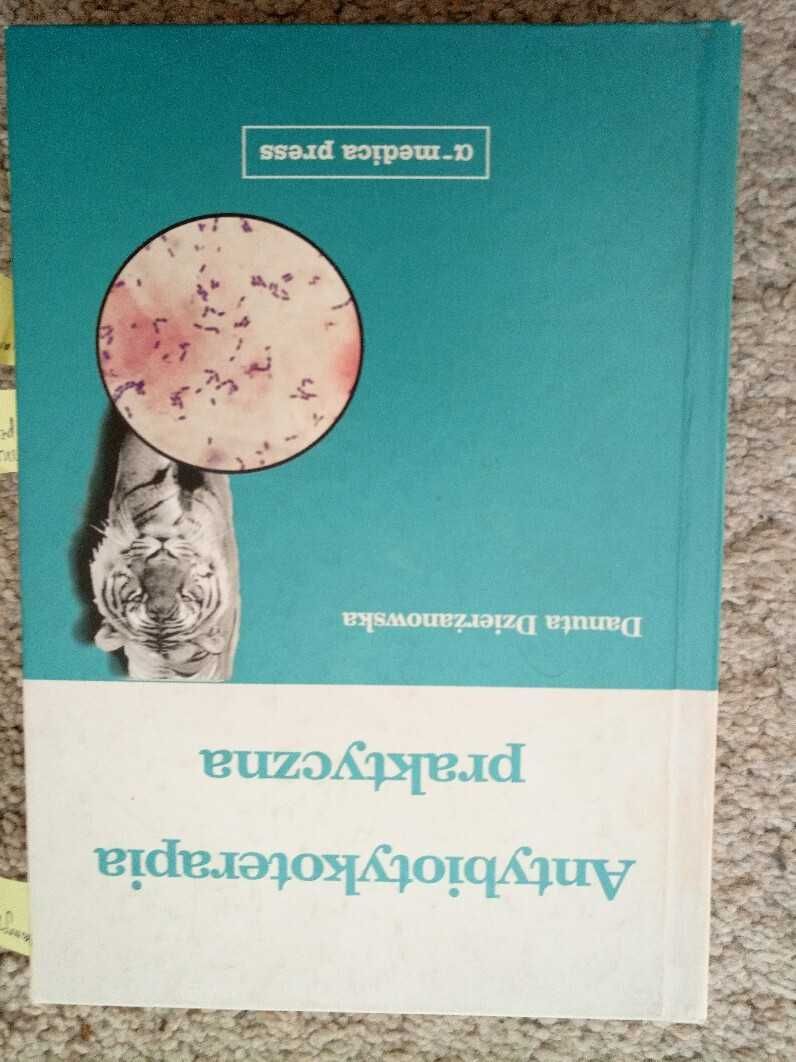 Antybiotykoterapia
praktyczna
Danuta Dzierżanowska
α-medica press